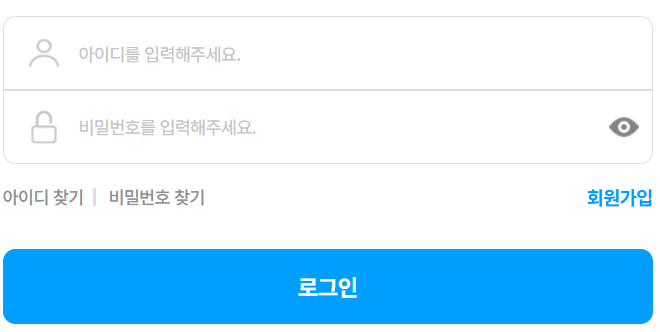 아이디를 입력해주세요.
비밀번호를 입력해주세요.
아이디 찾기 | 비밀번호 찾기 회원가입
로그인